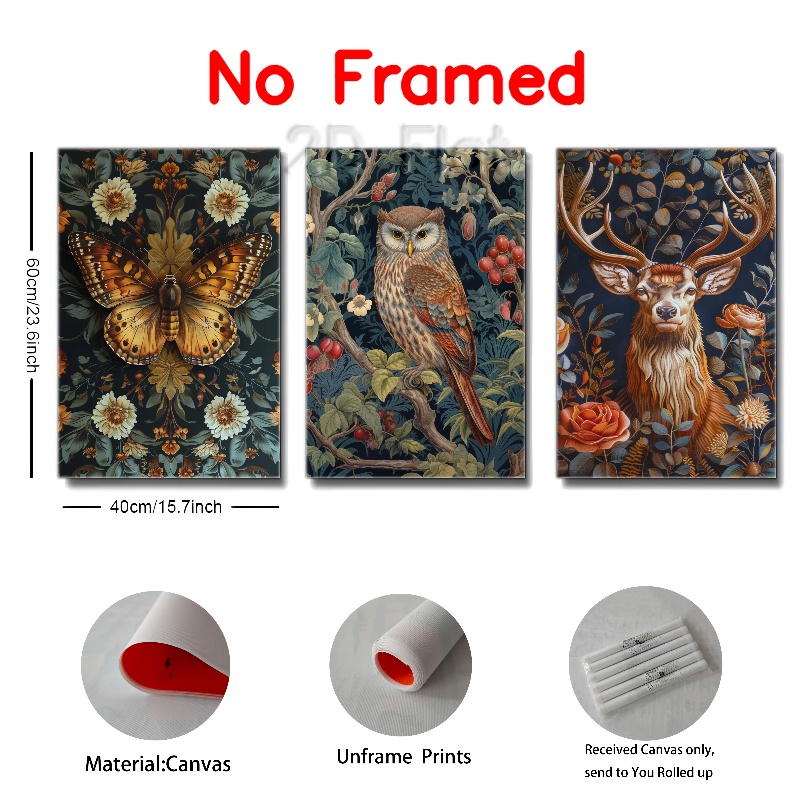 No Framed
2D Flat
60cm/23.6inch
40cm/15.7inch
Material:Canvas
Unframe Prints
Received Canvas only,
send to You Rolled up